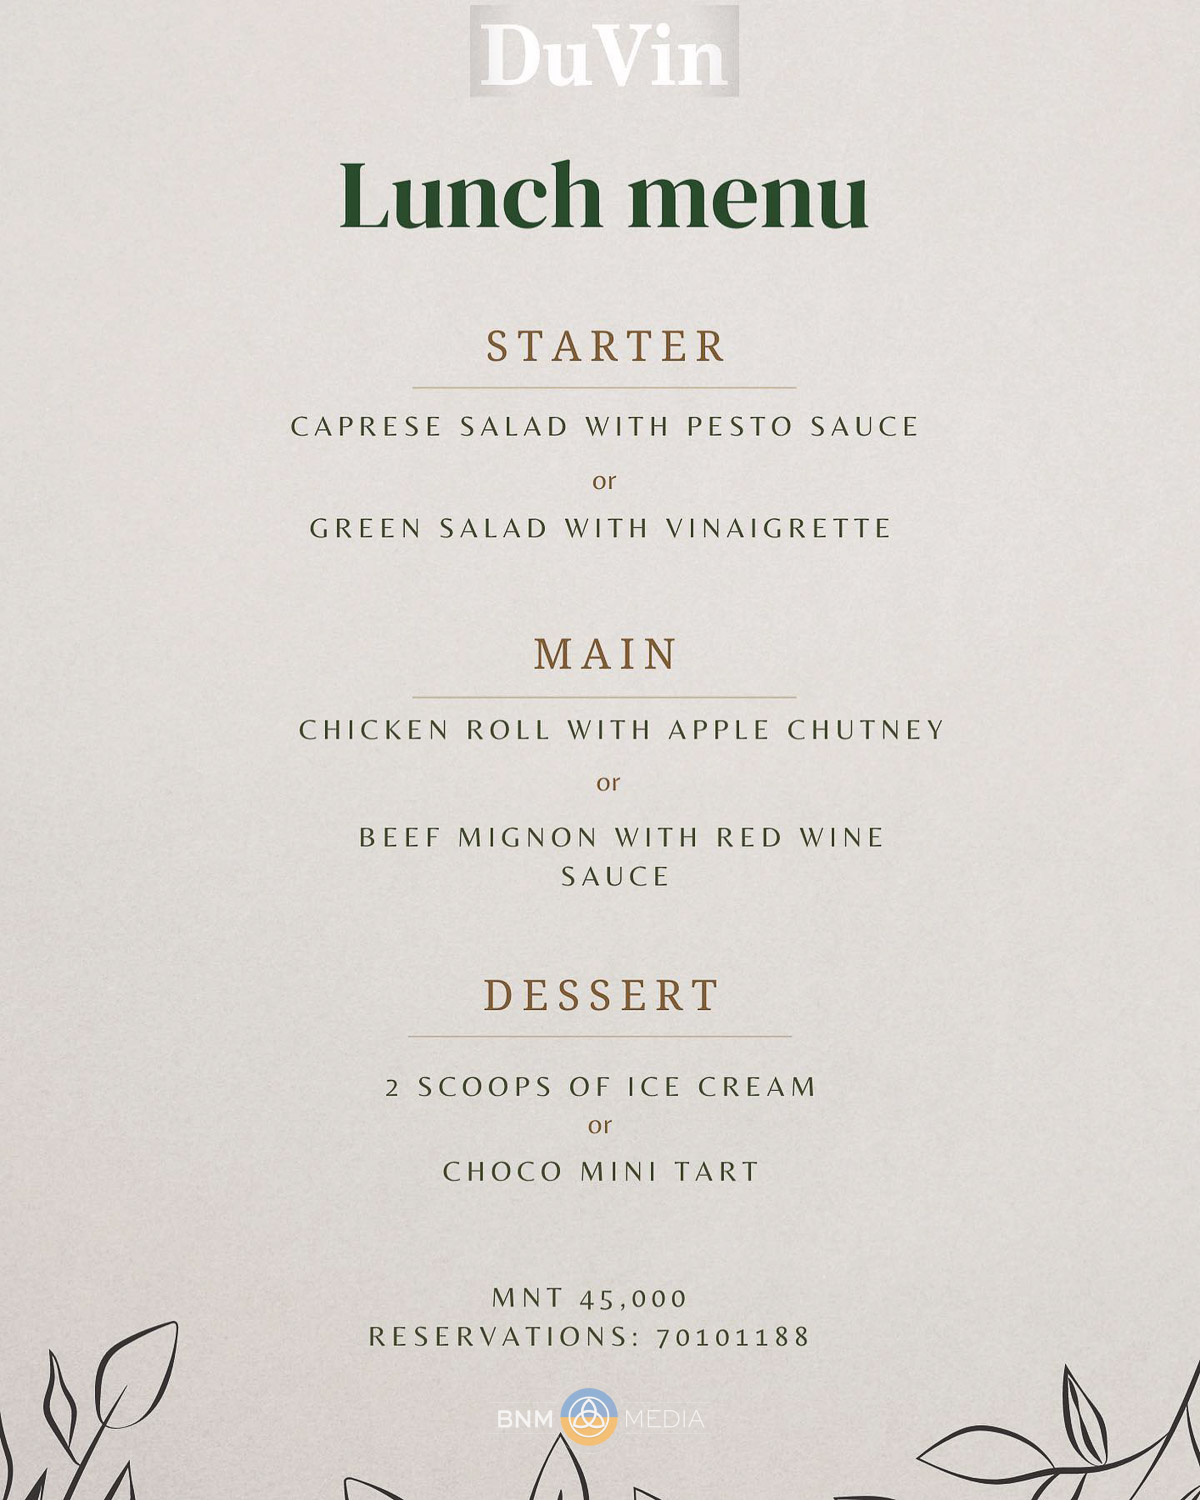 DuVin
Lunch menu
STARTER
CAPRESE SALAD WITH PESTO SAUCE
or
GREEN SALAD WITH VINAIGRETTE
MAIN
CHICKEN ROLL WITH APPLE CHUTNEY
or
BEEF MIGNON WITH RED WINE
SAUCE
DESSERT
2 SCOOPS OF ICE CREAM
or
CHOCO MINI TART
MNT 45,000
RESERVATIONS: 70101188
BNM MEDIA